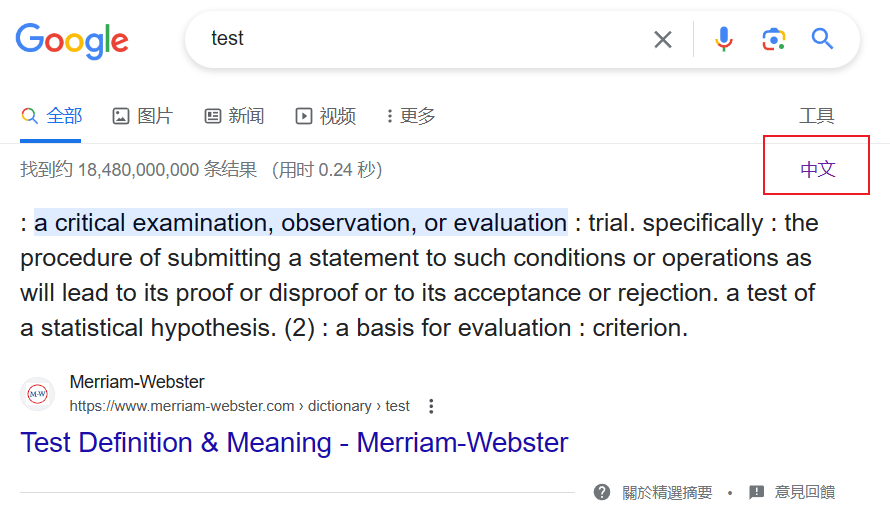 Google
test
全部 图片 新闻 视频 更多 工具
找到约 18,480,000,000 条结果 （用时 0.24 秒） 中文
: a critical examination, observation, or evaluation : trial. specifically : the
procedure of submitting a statement to such conditions or operations as
will lead to its proof or disproof or to its acceptance or rejection. a test of
a statistical hypothesis. (2) : a basis for evaluation : criterion.
M-W
Merriam-Webster
https://www.merriam-webster.com › dictionary › test
Test Definition & Meaning - Merriam-Webster
關於精選摘要 • 意見回饋